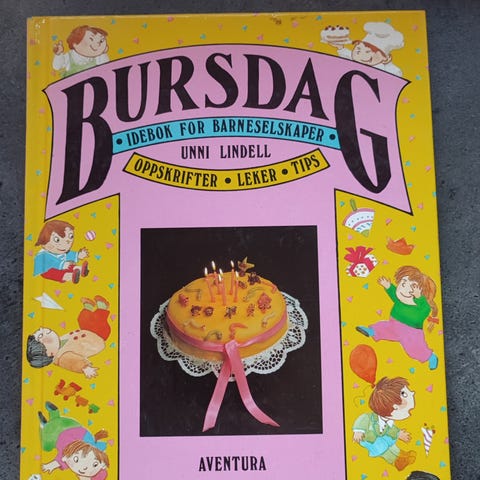 BURSDAG
• IDEBOK FOR BARNESELSKAPER •
UNNI LINDELL
OPPSKRIFTER • LEKER • TIPS
AVENTURA